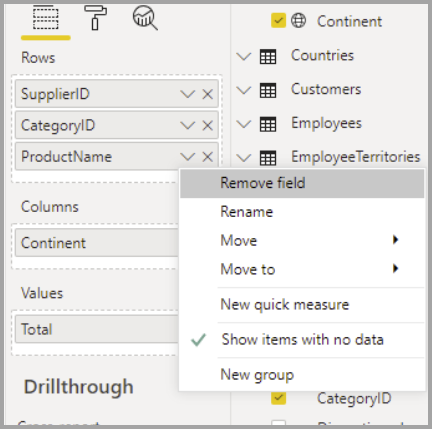 Rows
SupplierID
CategoryID
ProductName
Columns
Continent
Values
Total
Drillthrough
Continent
Countries
Customers
Employees
EmployeeTerritories
Remove field
Rename
Move
Move to
New quick measure
Show items with no data
New group
CategoryID